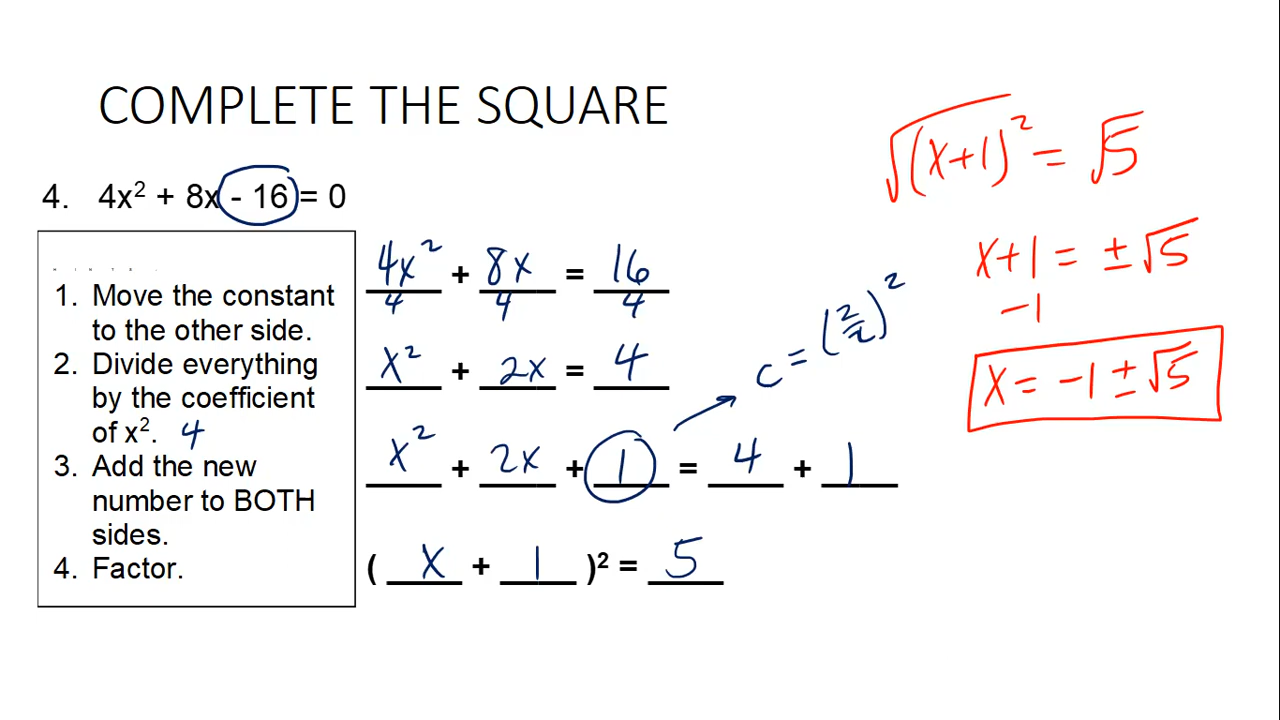 COMPLETE THE SQUARE
4. 4x² + 8x - 16 = 0
1. Move the constant
to the other side.
2. Divide everything
by the coefficient
of x². 4
3. Add the new
number to BOTH
sides.
4. Factor.
4x²/4 + 8x/4 = 16/4
x² + 2x = 4
x² + 2x + 1 = 4 + 1
( x + 1 )² = 5
c = (2/2)²
√(x+1)² = √5
x+1 = ±√5
-1
x = -1 ± √5